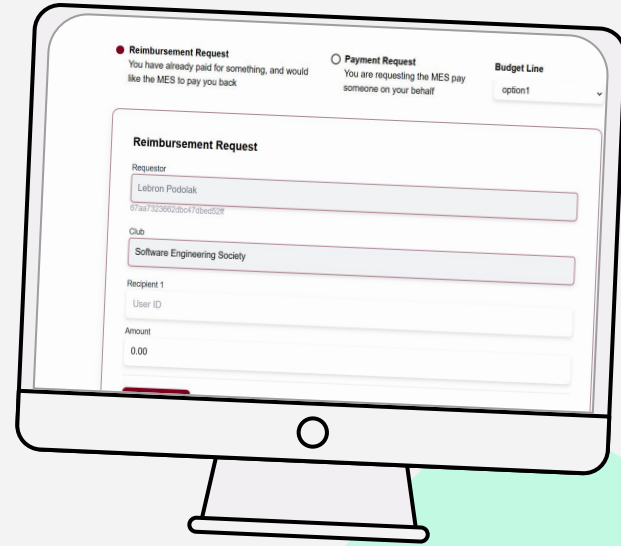 Reimbursement Request
You have already paid for something, and would
like the MES to pay you back
Payment Request
You are requesting the MES pay
someone on your behalf
Budget Line
option1
Reimbursement Request
Requestor
Lebron Podolak
67aa7323662dbc47dbed52ff
Club
Software Engineering Society
Recipient 1
User ID
Amount
0.00